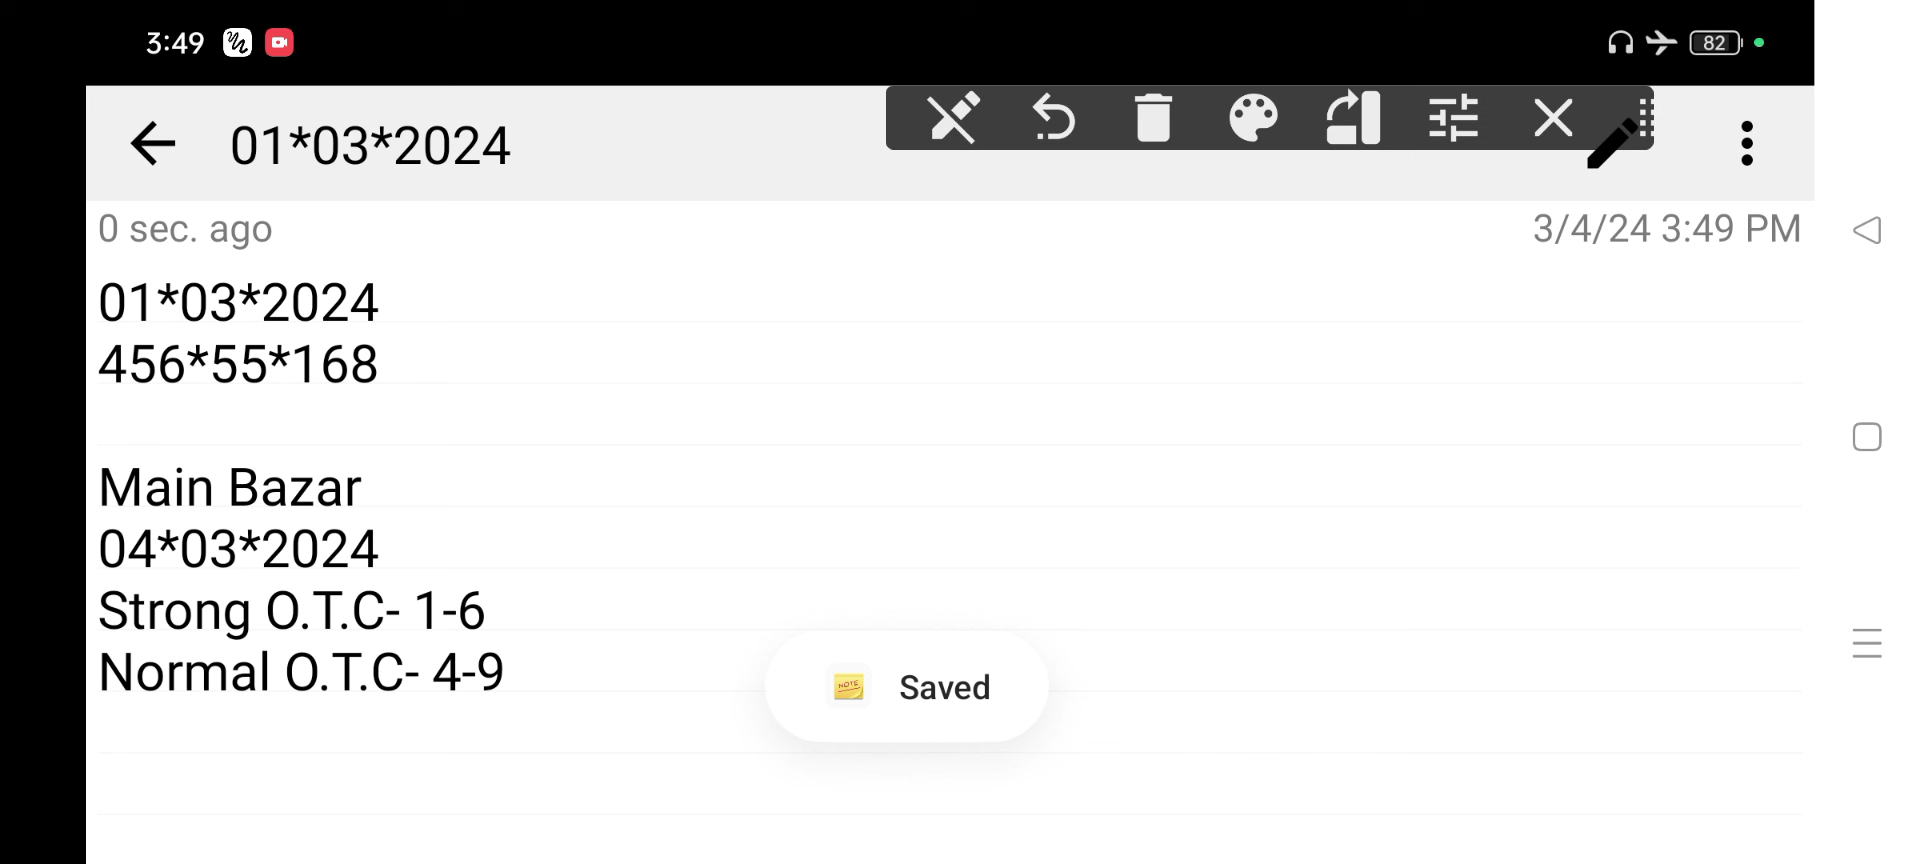 3:49
82
01*03*2024
0 sec. ago
3/4/24 3:49 PM
01*03*2024
456*55*168
Main Bazar
04*03*2024
Strong O.T.C- 1-6
Normal O.T.C- 4-9
NOTE
Saved